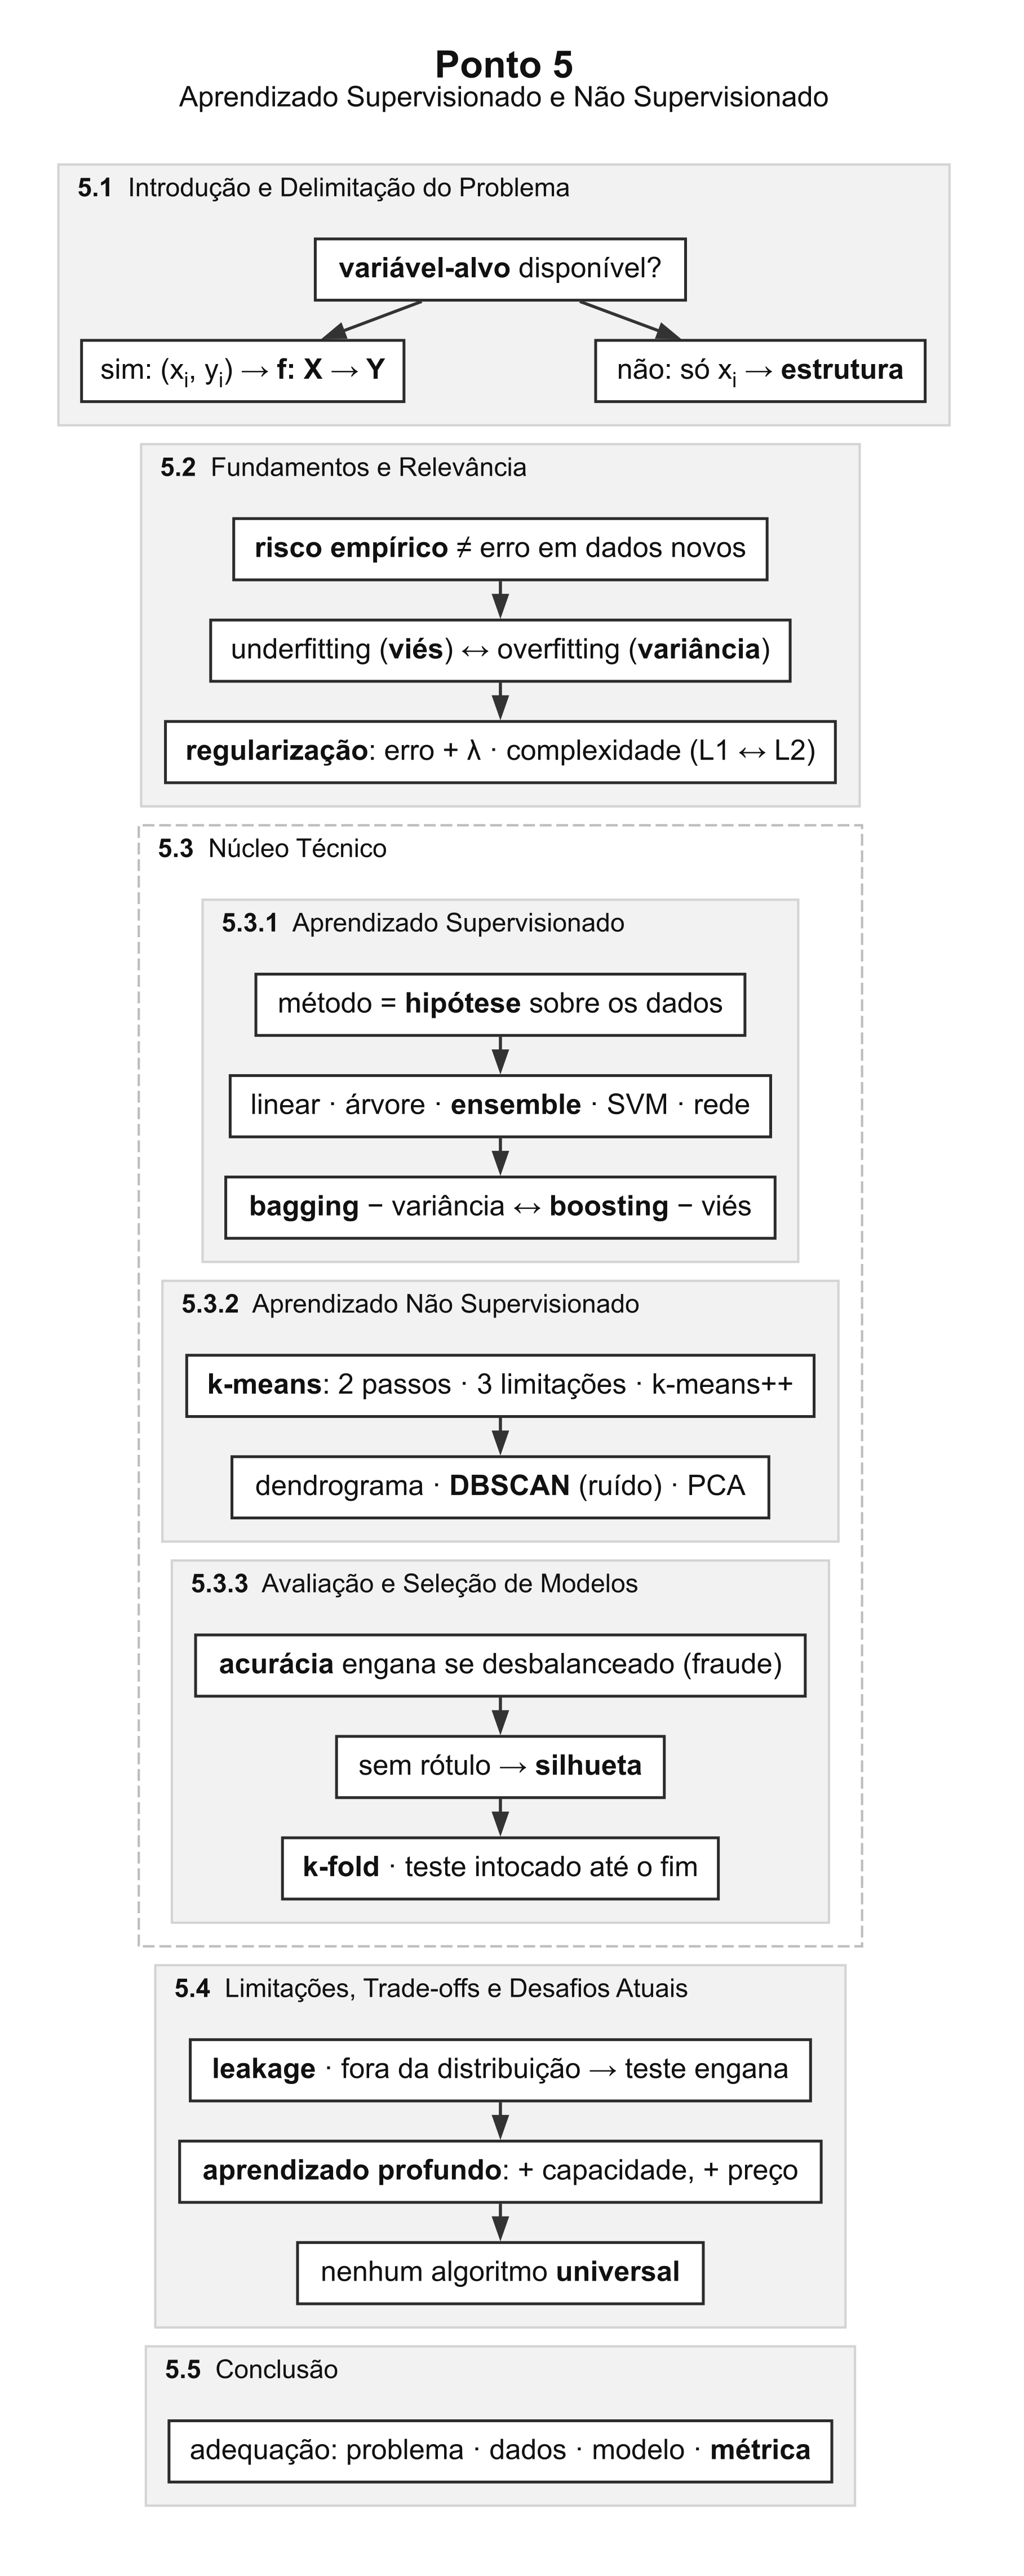 Ponto 5
Aprendizado Supervisionado e Não Supervisionado
5.1 Introdução e Delimitação do Problema
variável-alvo disponível?
sim: (xi, yi) → f: X → Y
não: só xi → estrutura
5.2 Fundamentos e Relevância
risco empírico ≠ erro em dados novos
underfitting (viés) ↔ overfitting (variância)
regularização: erro + λ · complexidade (L1 ↔ L2)
5.3 Núcleo Técnico
5.3.1 Aprendizado Supervisionado
método = hipótese sobre os dados
linear · árvore · ensemble · SVM · rede
bagging − variância ↔ boosting − viés
5.3.2 Aprendizado Não Supervisionado
k-means: 2 passos · 3 limitações · k-means++
dendrograma · DBSCAN (ruído) · PCA
5.3.3 Avaliação e Seleção de Modelos
acurácia engana se desbalanceado (fraude)
sem rótulo → silhueta
k-fold · teste intocado até o fim
5.4 Limitações, Trade-offs e Desafios Atuais
leakage · fora da distribuição → teste engana
aprendizado profundo: + capacidade, + preço
nenhum algoritmo universal
5.5 Conclusão
adequação: problema · dados · modelo · métrica